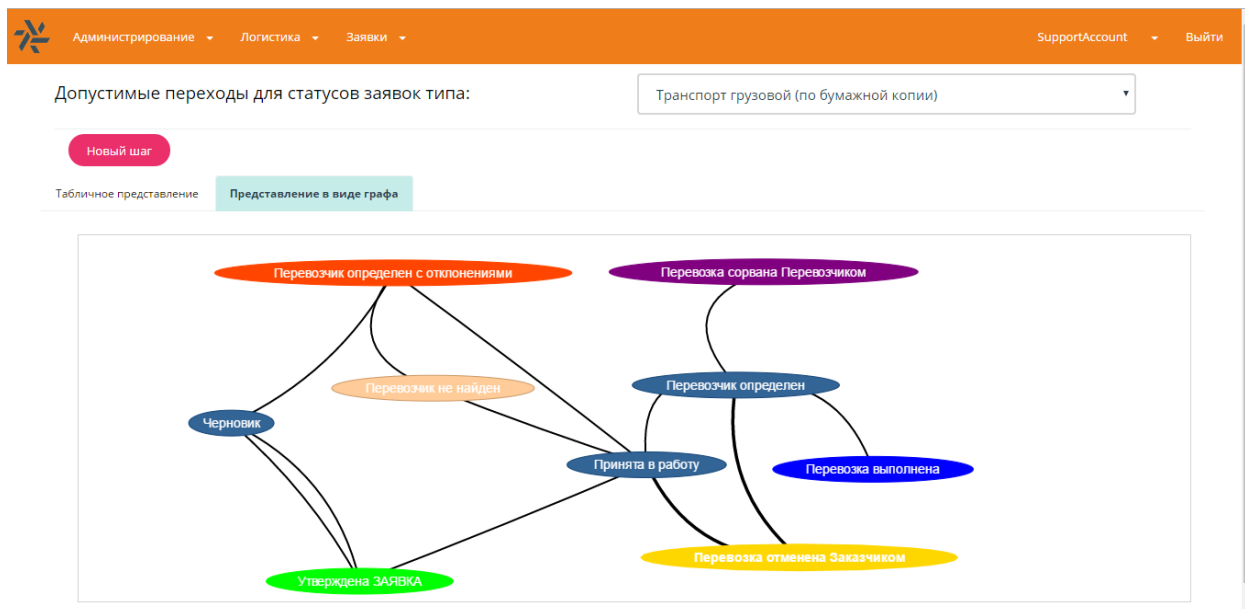 Администрирование Логистика Заявки SupportAccount Выйти
Допустимые переходы для статусов заявок типа: Транспорт грузовой (по бумажной копии)
Новый шаг
Табличное представление Представление в виде графа
Перевозчик определен с отклонениями Перевозка сорвана Перевозчиком
Перевозчик не найден Перевозчик определен
Черновик
Принята в работу Перевозка выполнена
Перевозка отменена Заказчиком
Утверждена ЗАЯВКА